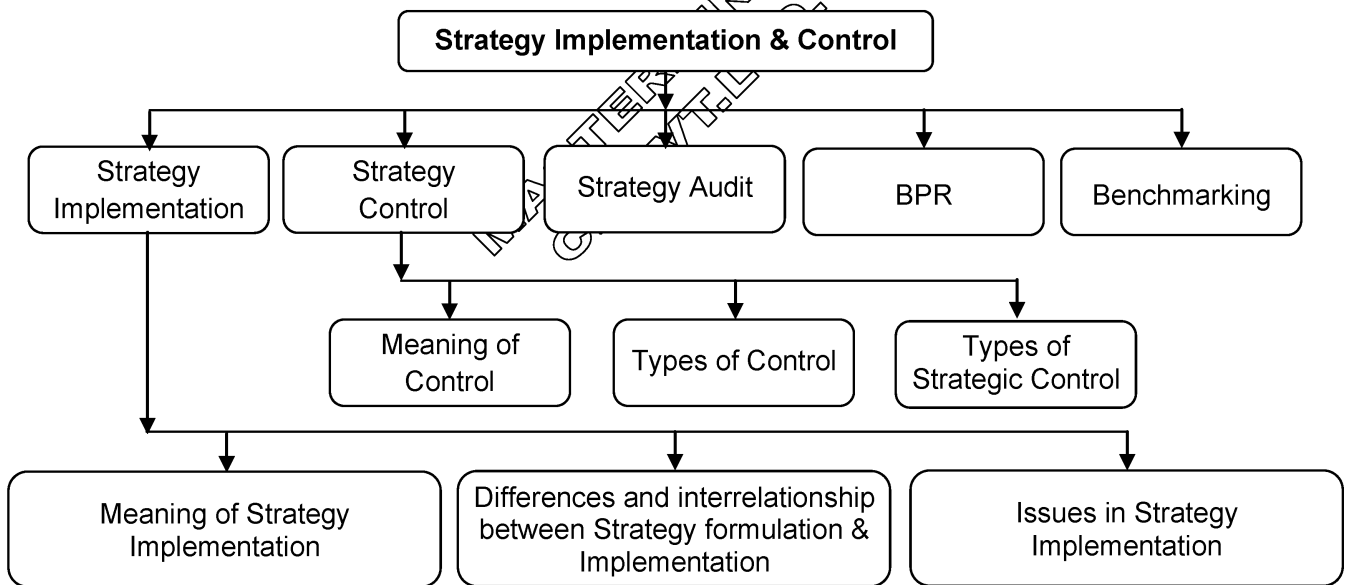 Strategy Implementation & Control
Strategy
Implementation
Strategy
Control
Strategy Audit
BPR
Benchmarking
Meaning of
Control
Types of Control
Types of
Strategic Control
Meaning of Strategy
Implementation
Differences and interrelationship
between Strategy formulation &
Implementation
Issues in Strategy
Implementation